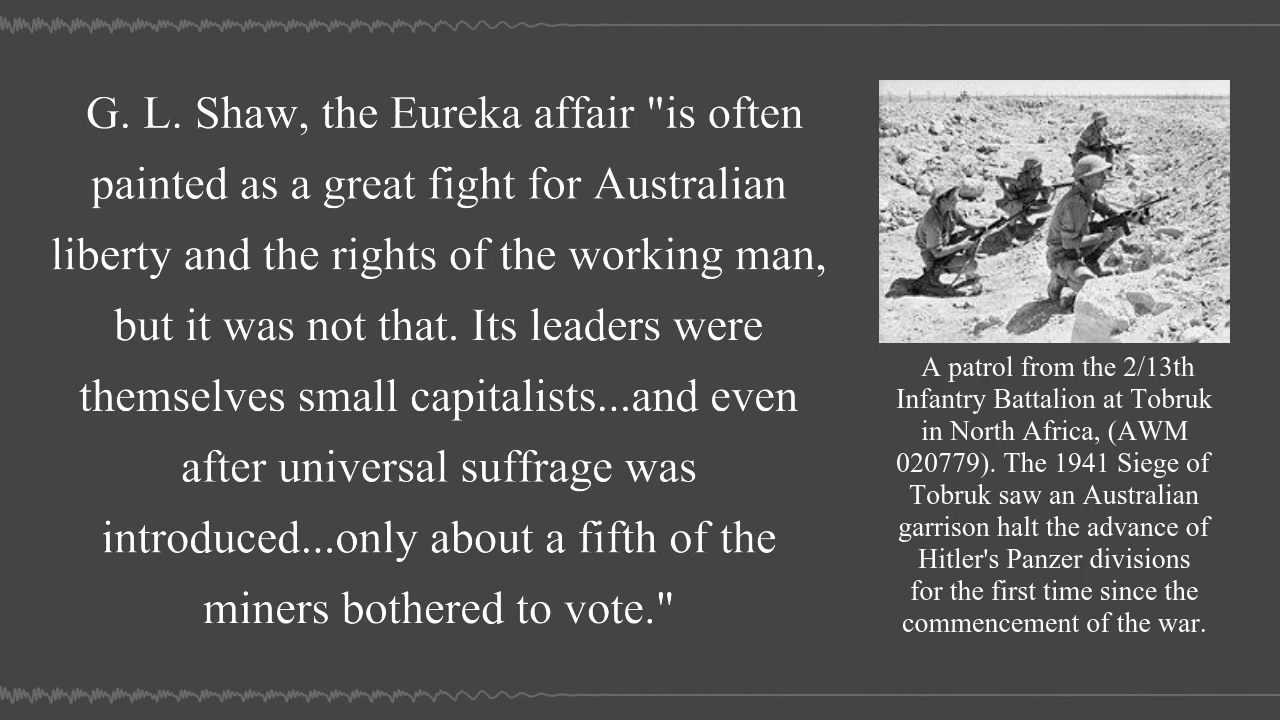 G. L. Shaw, the Eureka affair "is often
painted as a great fight for Australian
liberty and the rights of the working man,
but it was not that. Its leaders were
themselves small capitalists...and even
after universal suffrage was
introduced...only about a fifth of the
miners bothered to vote."
A patrol from the 2/13th
Infantry Battalion at Tobruk
in North Africa, (AWM
020779). The 1941 Siege of
Tobruk saw an Australian
garrison halt the advance of
Hitler's Panzer divisions
for the first time since the
commencement of the war.